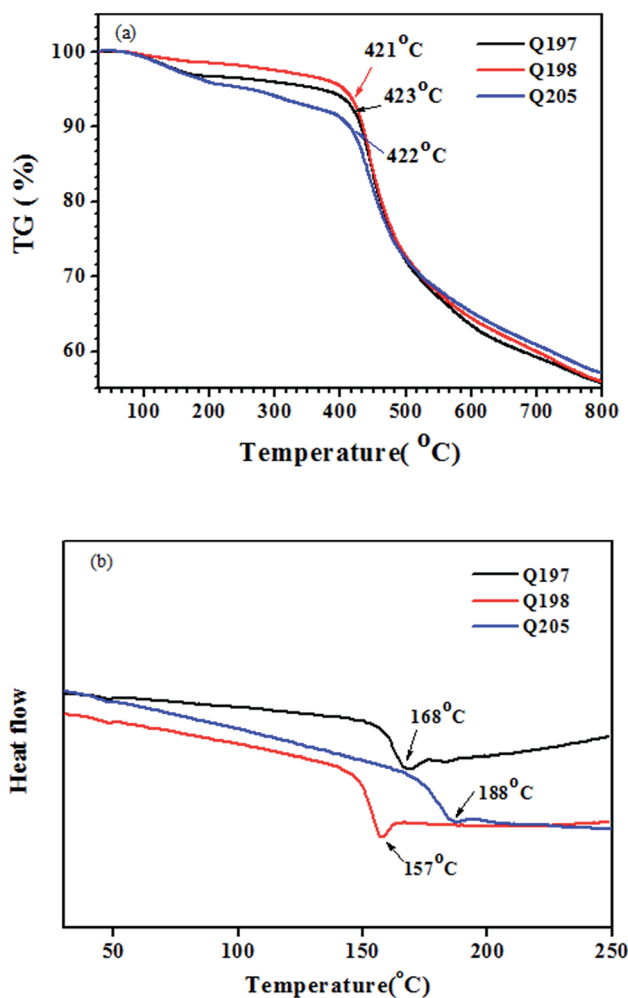 (a)
Q197
Q198
Q205
421°C
423°C
422°C
100
90
80
70
60
TG ( %)
100 200 300 400 500 600 700 800
Temperature( °C)
(b)
Q197
Q198
Q205
168°C
188°C
157°C
Heat flow
50 100 150 200 250
Temperature(°C)